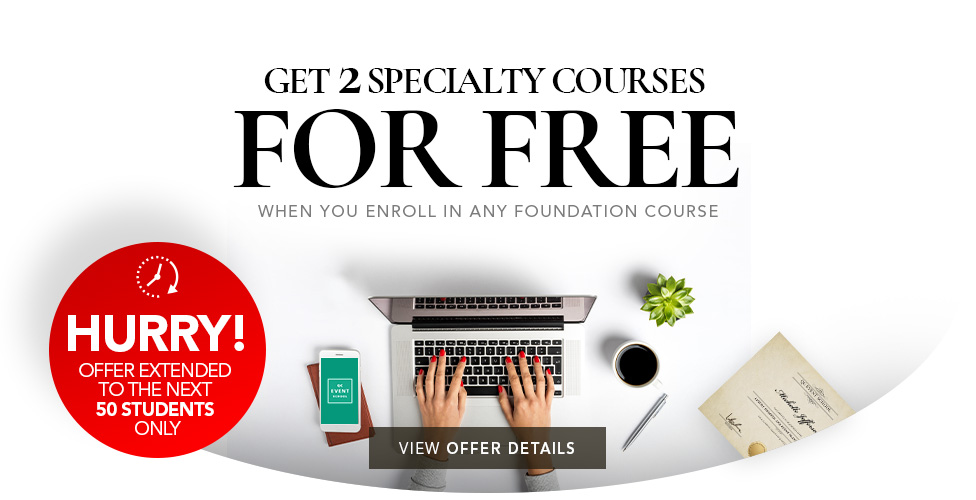 GET 2 SPECIALTY COURSES
FOR FREE
WHEN YOU ENROLL IN ANY FOUNDATION COURSE
HURRY!
OFFER EXTENDED
TO THE NEXT
50 STUDENTS
ONLY
EVENT
VIEW OFFER DETAILS